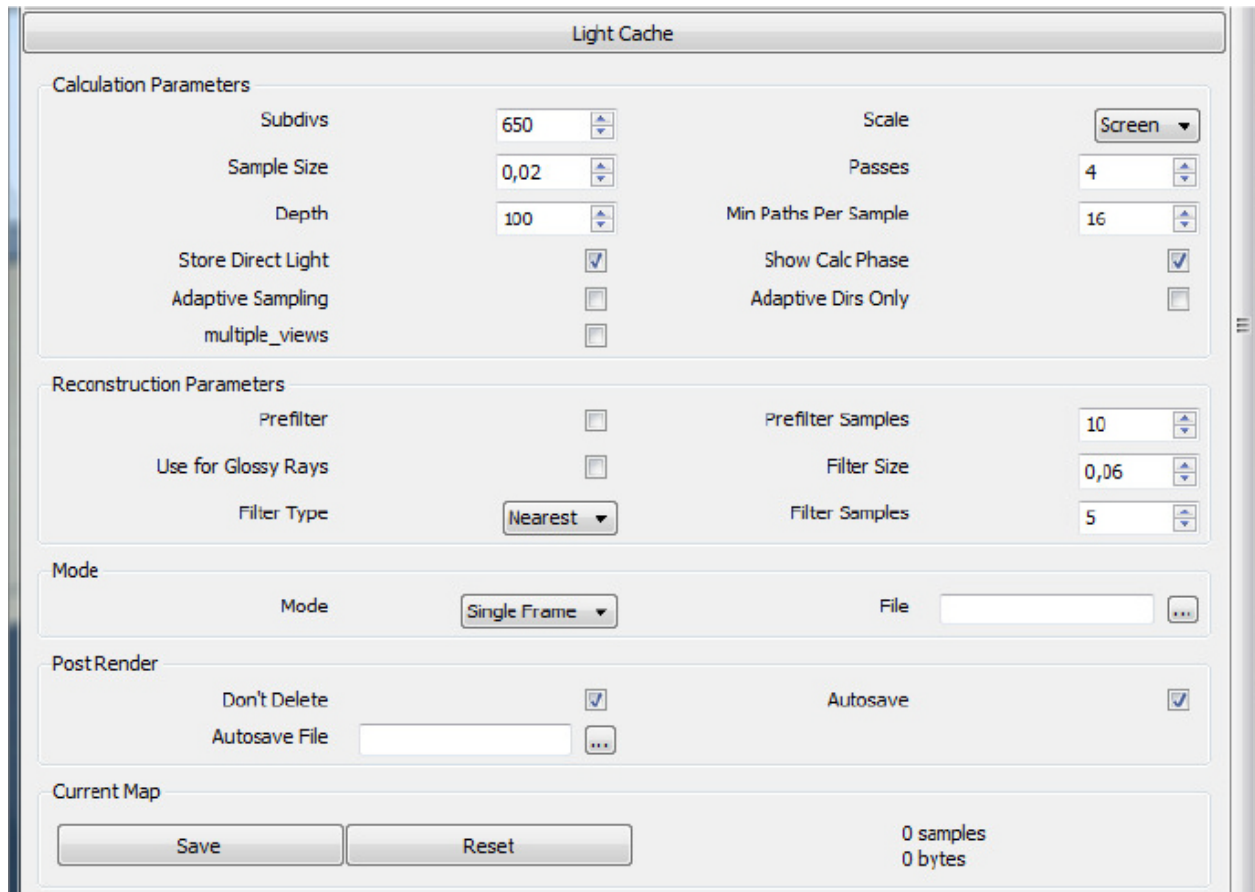 Light Cache
Calculation Parameters
Subdivs 650 Scale Screen
Sample Size 0,02 Passes 4
Depth 100 Min Paths Per Sample 16
Store Direct Light Show Calc Phase
Adaptive Sampling Adaptive Dirs Only
multiple_views
Reconstruction Parameters
Prefilter Prefilter Samples 10
Use for Glossy Rays Filter Size 0,06
Filter Type Nearest Filter Samples 5
Mode
Mode Single Frame File ...
Post Render
Don't Delete Autosave
Autosave File ...
Current Map
Save Reset 0 samples
0 bytes